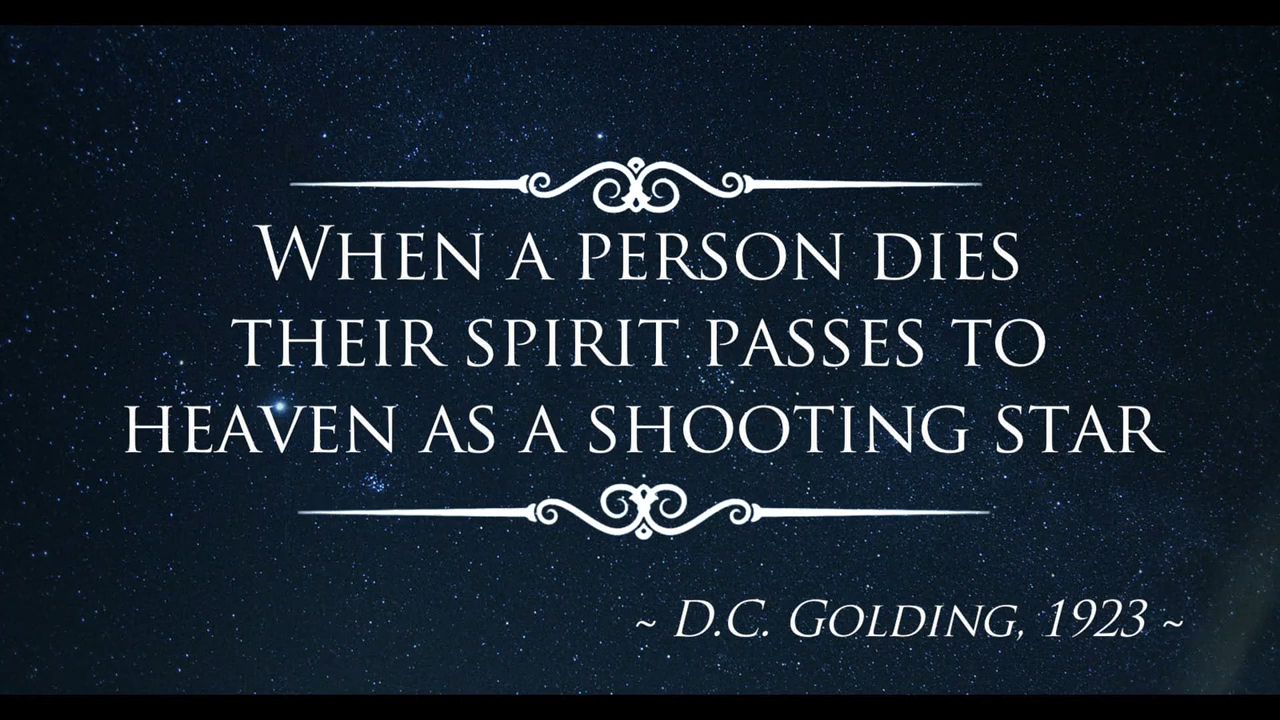 When a person dies
their spirit passes to
heaven as a shooting star
~ D.C. Golding, 1923 ~